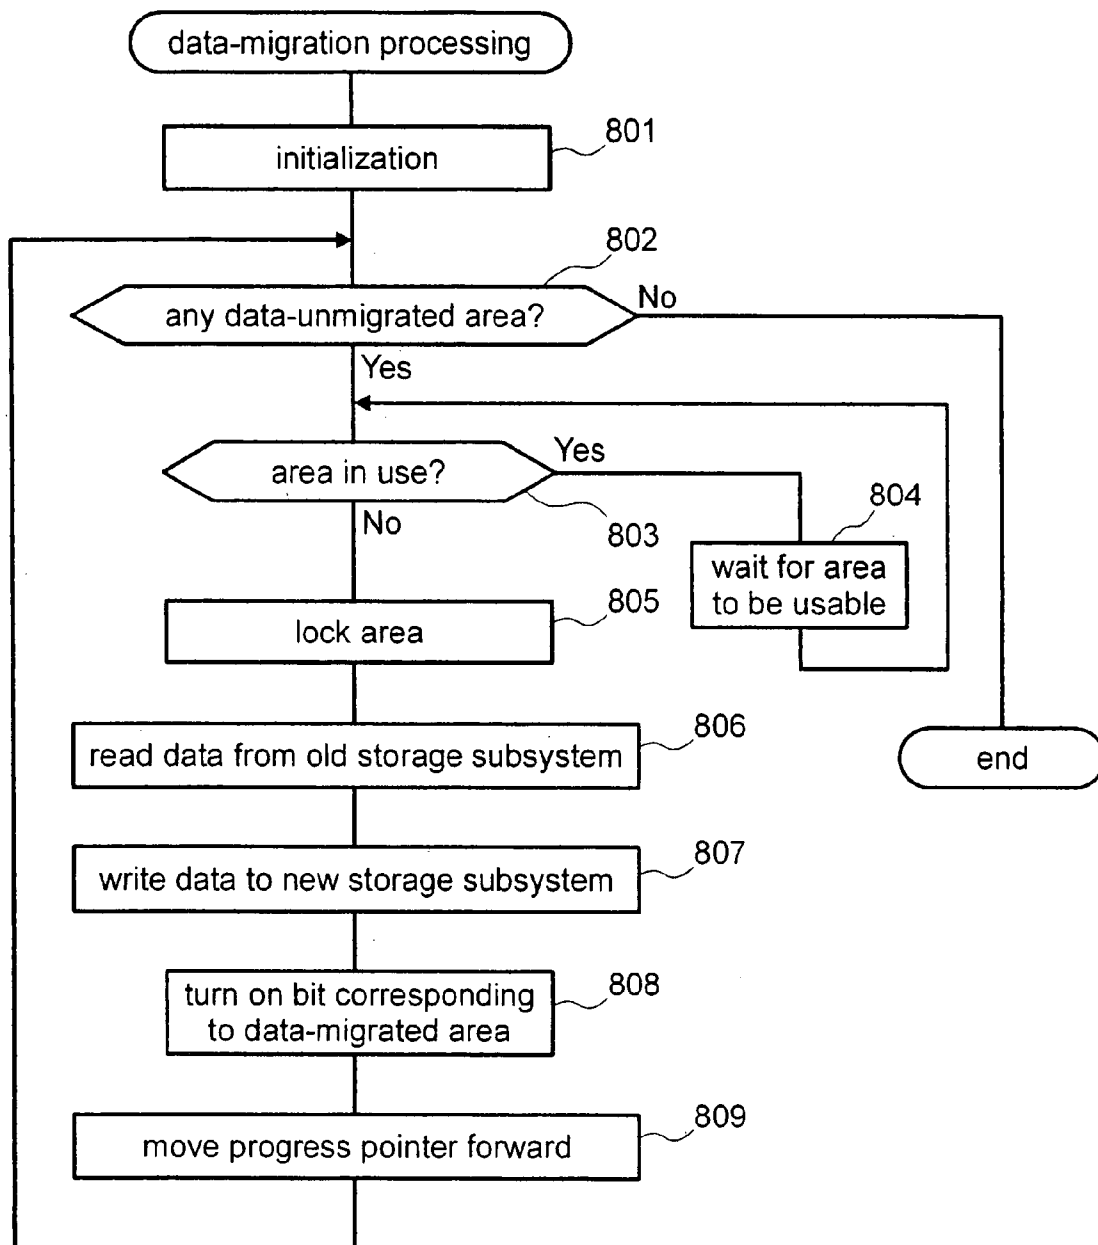 data-migration processing
801
initialization
802
any data-unmigrated area?
No
Yes
area in use?
Yes
803
No
804
wait for area
to be usable
805
lock area
806
read data from old storage subsystem
end
807
write data to new storage subsystem
808
turn on bit corresponding
to data-migrated area
809
move progress pointer forward